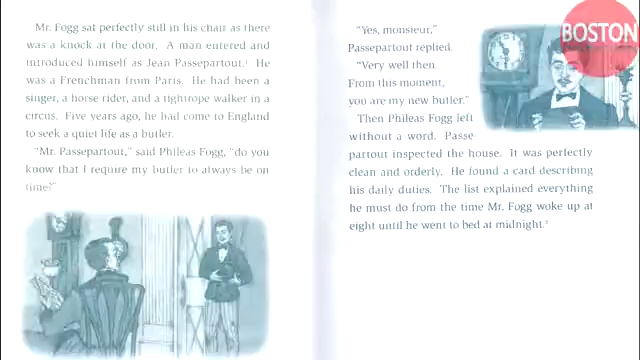 Mr. Fogg sat perfectly still in his chair as there
was a knock at the door. A man entered and
introduced himself as Jean Passepartout.¹ He
was a Frenchman from Paris. He had been a
singer, a horse rider, and a tightrope walker in a
circus. Five years ago, he had come to England
to seek a quiet life as a butler.
"Mr. Passepartout," said Phileas Fogg, "do you
know that I require my butler to always be on
time?"
"Yes, monsieur,"
Passepartout replied.
"Very well then.
From this moment,
you are my new butler."
Then Phileas Fogg left
without a word. Passe-
partout inspected the house. It was perfectly
clean and orderly. He found a card describing
his daily duties. The list explained everything
he must do from the time Mr. Fogg woke up at
eight until he went to bed at midnight.²
BOSTON